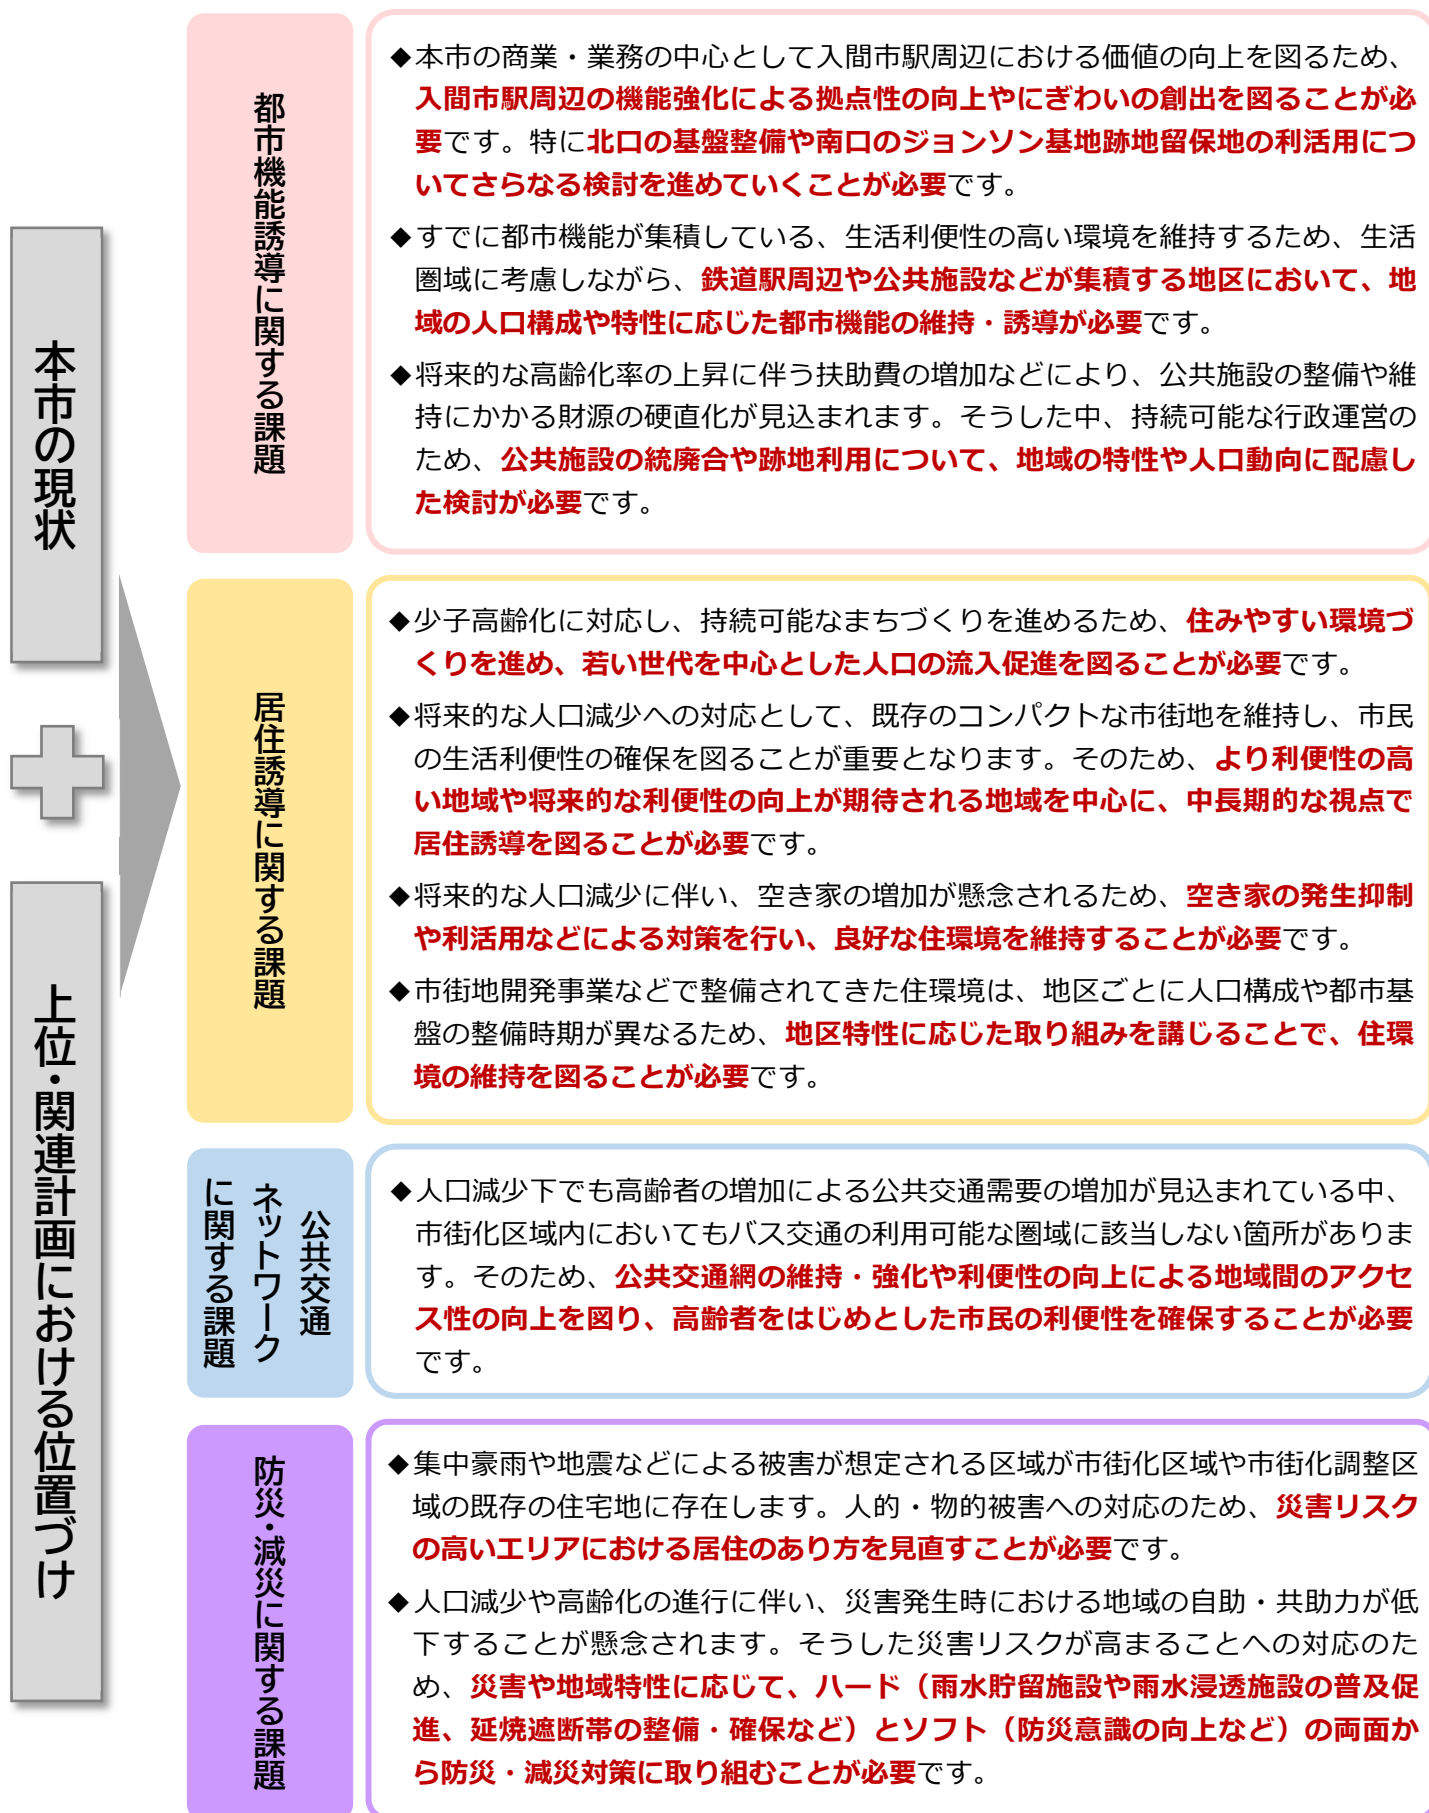 本市の現状
上位・関連計画における位置づけ
都市機能誘導に関する課題
◆本市の商業・業務の中心として入間市駅周辺における価値の向上を図るため、
入間市駅周辺の機能強化による拠点性の向上やにぎわいの創出を図ることが必
要です。特に北口の基盤整備や南口のジョンソン基地跡地留保地の利活用につ
いてさらなる検討を進めていくことが必要です。
◆すでに都市機能が集積している、生活利便性の高い環境を維持するため、生活
圏域に考慮しながら、鉄道駅周辺や公共施設などが集積する地区において、地
域の人口構成や特性に応じた都市機能の維持・誘導が必要です。
◆将来的な高齢化率の上昇に伴う扶助費の増加などにより、公共施設の整備や維
持にかかる財源の硬直化が見込まれます。そうした中、持続可能な行政運営の
ため、公共施設の統廃合や跡地利用について、地域の特性や人口動向に配慮し
た検討が必要です。
居住誘導に関する課題
◆少子高齢化に対応し、持続可能なまちづくりを進めるため、住みやすい環境づ
くりを進め、若い世代を中心とした人口の流入促進を図ることが必要です。
◆将来的な人口減少への対応として、既存のコンパクトな市街地を維持し、市民
の生活利便性の確保を図ることが重要となります。そのため、より利便性の高
い地域や将来的な利便性の向上が期待される地域を中心に、中長期的な視点で
居住誘導を図ることが必要です。
◆将来的な人口減少に伴い、空き家の増加が懸念されるため、空き家の発生抑制
や利活用などによる対策を行い、良好な住環境を維持することが必要です。
◆市街地開発事業などで整備されてきた住環境は、地区ごとに人口構成や都市基
盤の整備時期が異なるため、地区特性に応じた取り組みを講じることで、住環
境の維持を図ることが必要です。
公共交通
ネットワーク
に関する課題
◆人口減少下でも高齢者の増加による公共交通需要の増加が見込まれている中、
市街化区域内においてもバス交通の利用可能な圏域に該当しない箇所がありま
す。そのため、公共交通網の維持・強化や利便性の向上による地域間のアクセ
ス性の向上を図り、高齢者をはじめとした市民の利便性を確保することが必要
です。
防災・減災に関する課題
◆集中豪雨や地震などによる被害が想定される区域が市街化区域や市街化調整区
域の既存の住宅地に存在します。人的・物的被害への対応のため、災害リスク
の高いエリアにおける居住のあり方を見直すことが必要です。
◆人口減少や高齢化の進行に伴い、災害発生時における地域の自助・共助力が低
下することが懸念されます。そうした災害リスクが高まることへの対応のた
め、災害や地域特性に応じて、ハード（雨水貯留施設や雨水浸透施設の普及促
進、延焼遮断帯の整備・確保など）とソフト（防災意識の向上など）の両面か
ら防災・減災対策に取り組むことが必要です。